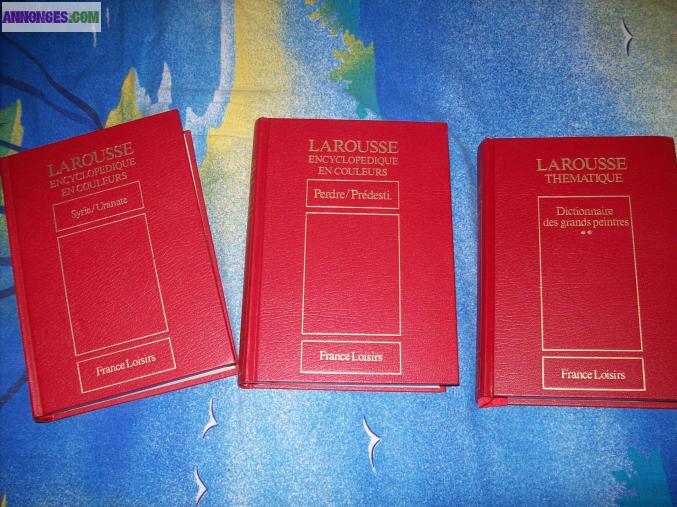 ANNONCES.COM
LAROUSSE
ENCYCLOPEDIQUE
EN COULEURS
Syrie/Uranate
France Loisirs
LAROUSSE
ENCYCLOPEDIQUE
EN COULEURS
Perdre/Prédesti.
France Loisirs
LAROUSSE
THEMATIQUE
Dictionnaire
des grands peintres
**
France Loisirs